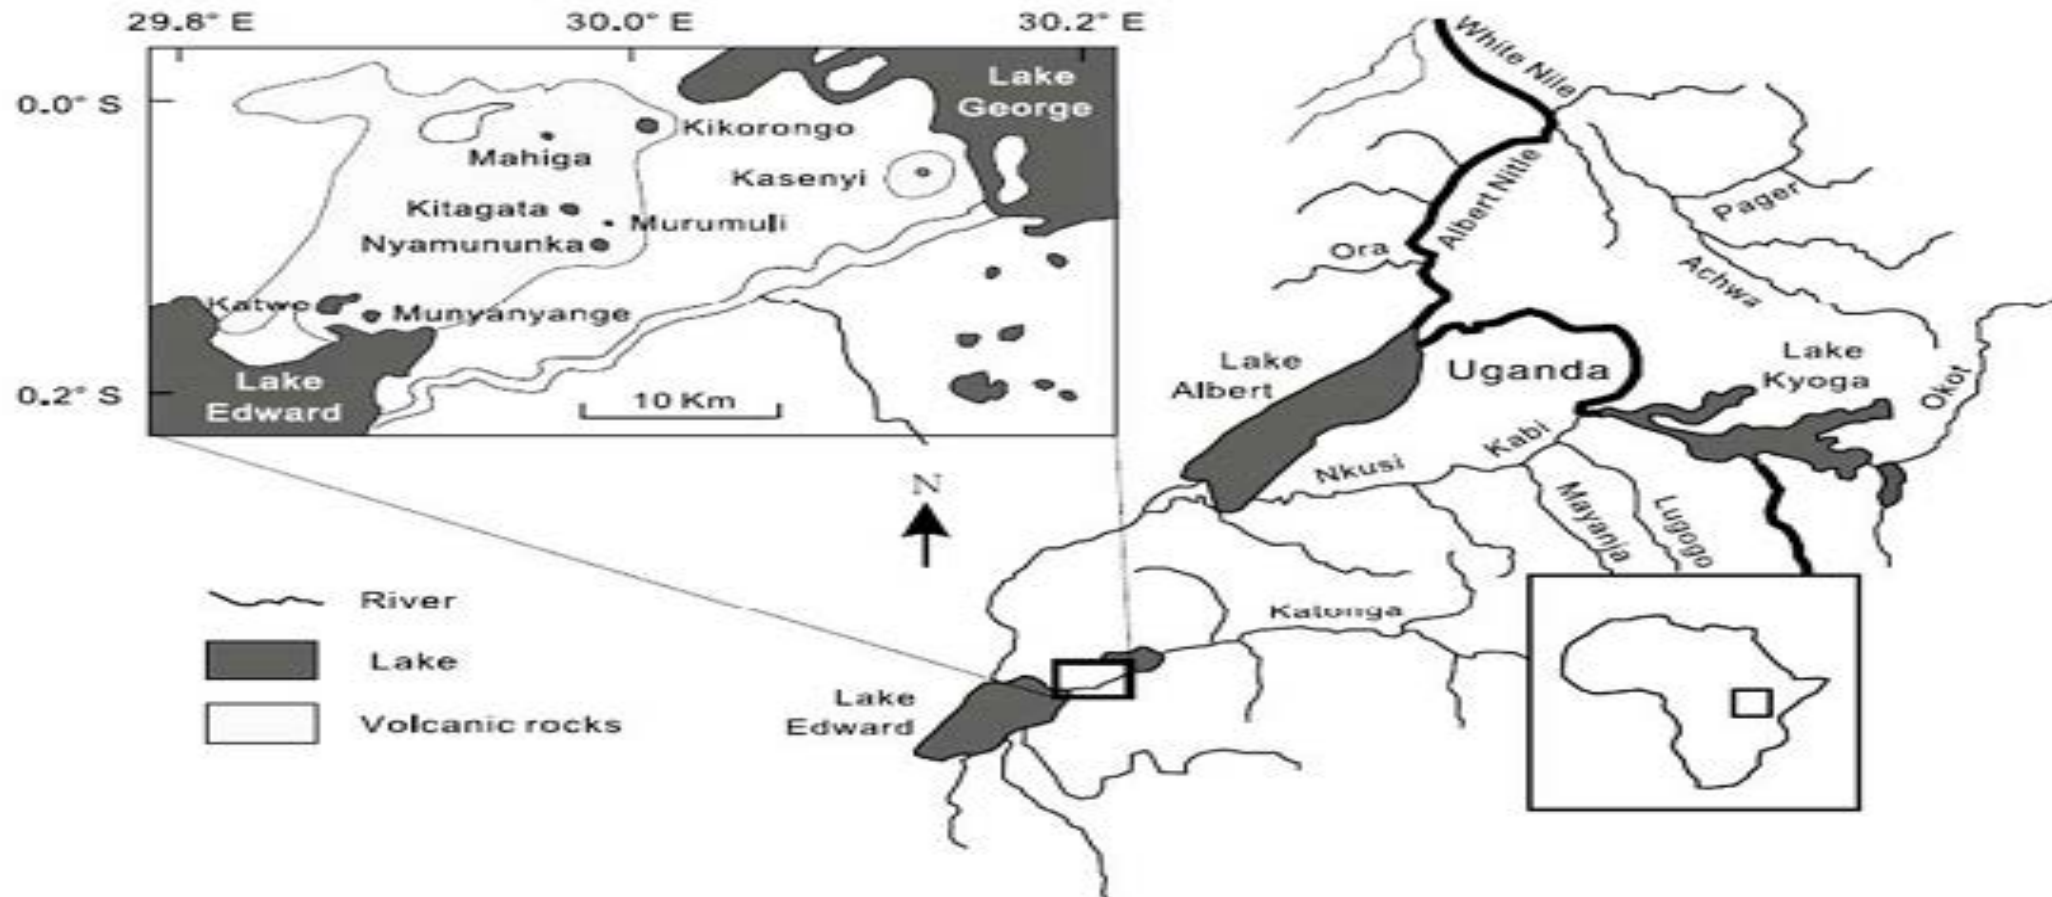 29.8° E
30.0° E
30.2° E
0.0° S
0.2° S
Lake
George
Kikorongo
Mahiga
Kasenyi
Kitagata
Murumuli
Nyamununka
Katwe
Munyanyange
Lake
Edward
10 Km
N
River
Lake
Volcanic rocks
White Nile
Albert Nitle
Pager
Ora
Achwa
Lake
Albert
Uganda
Lake
Kyoga
Okot
Kabi
Nkusi
Mayanja
Lugogo
Katonga
Lake
Edward